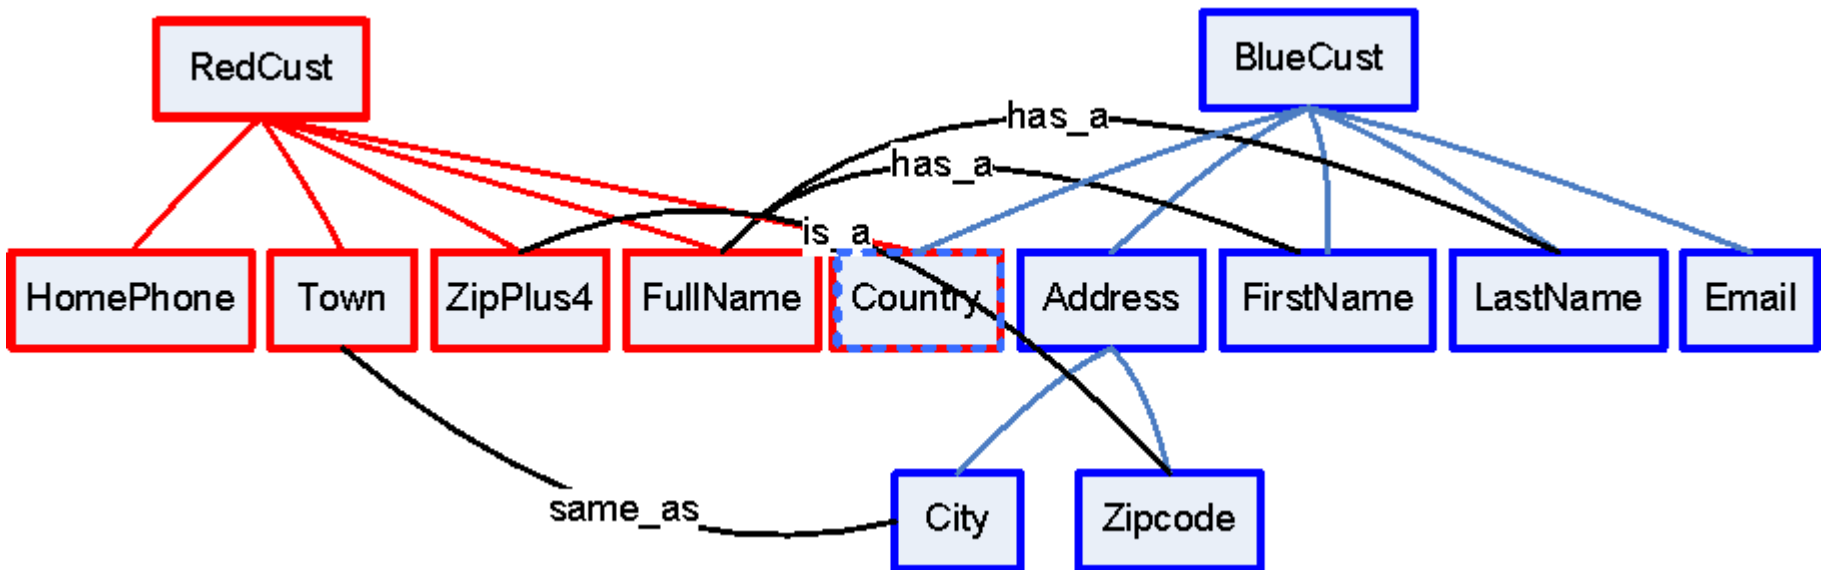 RedCust
BlueCust
has_a
has_a
is_a
HomePhone
Town
ZipPlus4
FullName
Country
Address
FirstName
LastName
Email
same_as
City
Zipcode